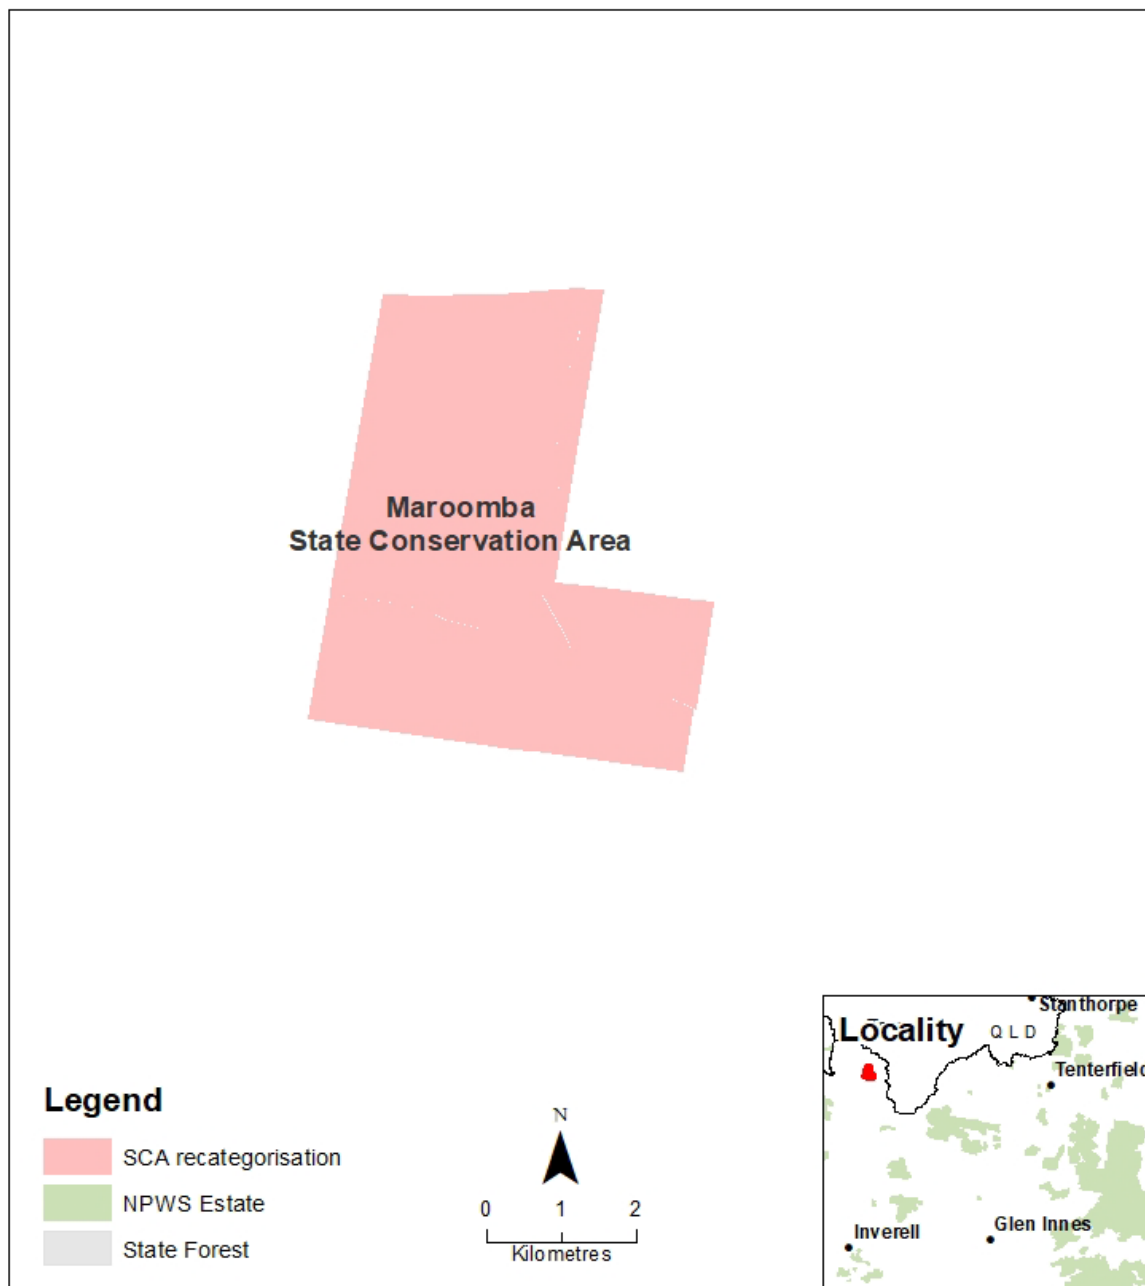 Maroomba
State Conservation Area
Legend
SCA recategorisation
NPWS Estate
State Forest
N
0 1 2
Kilometres
Stanthorpe
Locality
QLD
Tenterfield
Inverell
Glen Innes